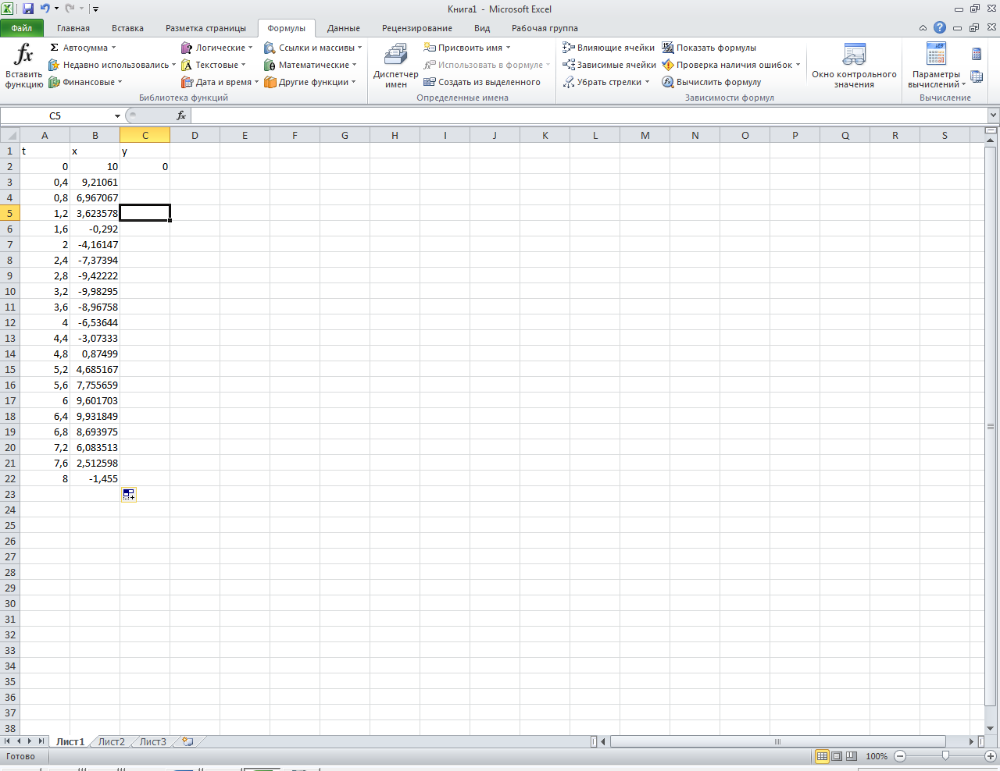 Книга1 - Microsoft Excel
Файл Главная Вставка Разметка страницы Формулы Данные Рецензирование Вид Рабочая группа
fx Вставить функцию
Σ Автосумма
Недавно использовались
Финансовые
Логические
Текстовые
Дата и время
Ссылки и массивы
Математические
Другие функции
Библиотека функций
Диспетчер имен
Присвоить имя
Использовать в формуле
Создать из выделенного
Определенные имена
Влияющие ячейки
Зависимые ячейки
Убрать стрелки
Показать формулы
Проверка наличия ошибок
Вычислить формулу
Зависимости формул
Окно контрольного значения
Параметры вычислений
Вычисление
C5 fx
A B C D E F G H I J K L M N O P Q R S
1 t x y
2 0 10 0
3 0,4 9,21061
4 0,8 6,967067
5 1,2 3,623578
6 1,6 -0,292
7 2 -4,16147
8 2,4 -7,37394
9 2,8 -9,42222
10 3,2 -9,98295
11 3,6 -8,96758
12 4 -6,53644
13 4,4 -3,07333
14 4,8 0,87499
15 5,2 4,685167
16 5,6 7,755659
17 6 9,601703
18 6,4 9,931849
19 6,8 8,693975
20 7,2 6,083513
21 7,6 2,512598
22 8 -1,455
23
24
25
26
27
28
29
30
31
32
33
34
35
36
37
38
Лист1 Лист2 Лист3
Готово 100%